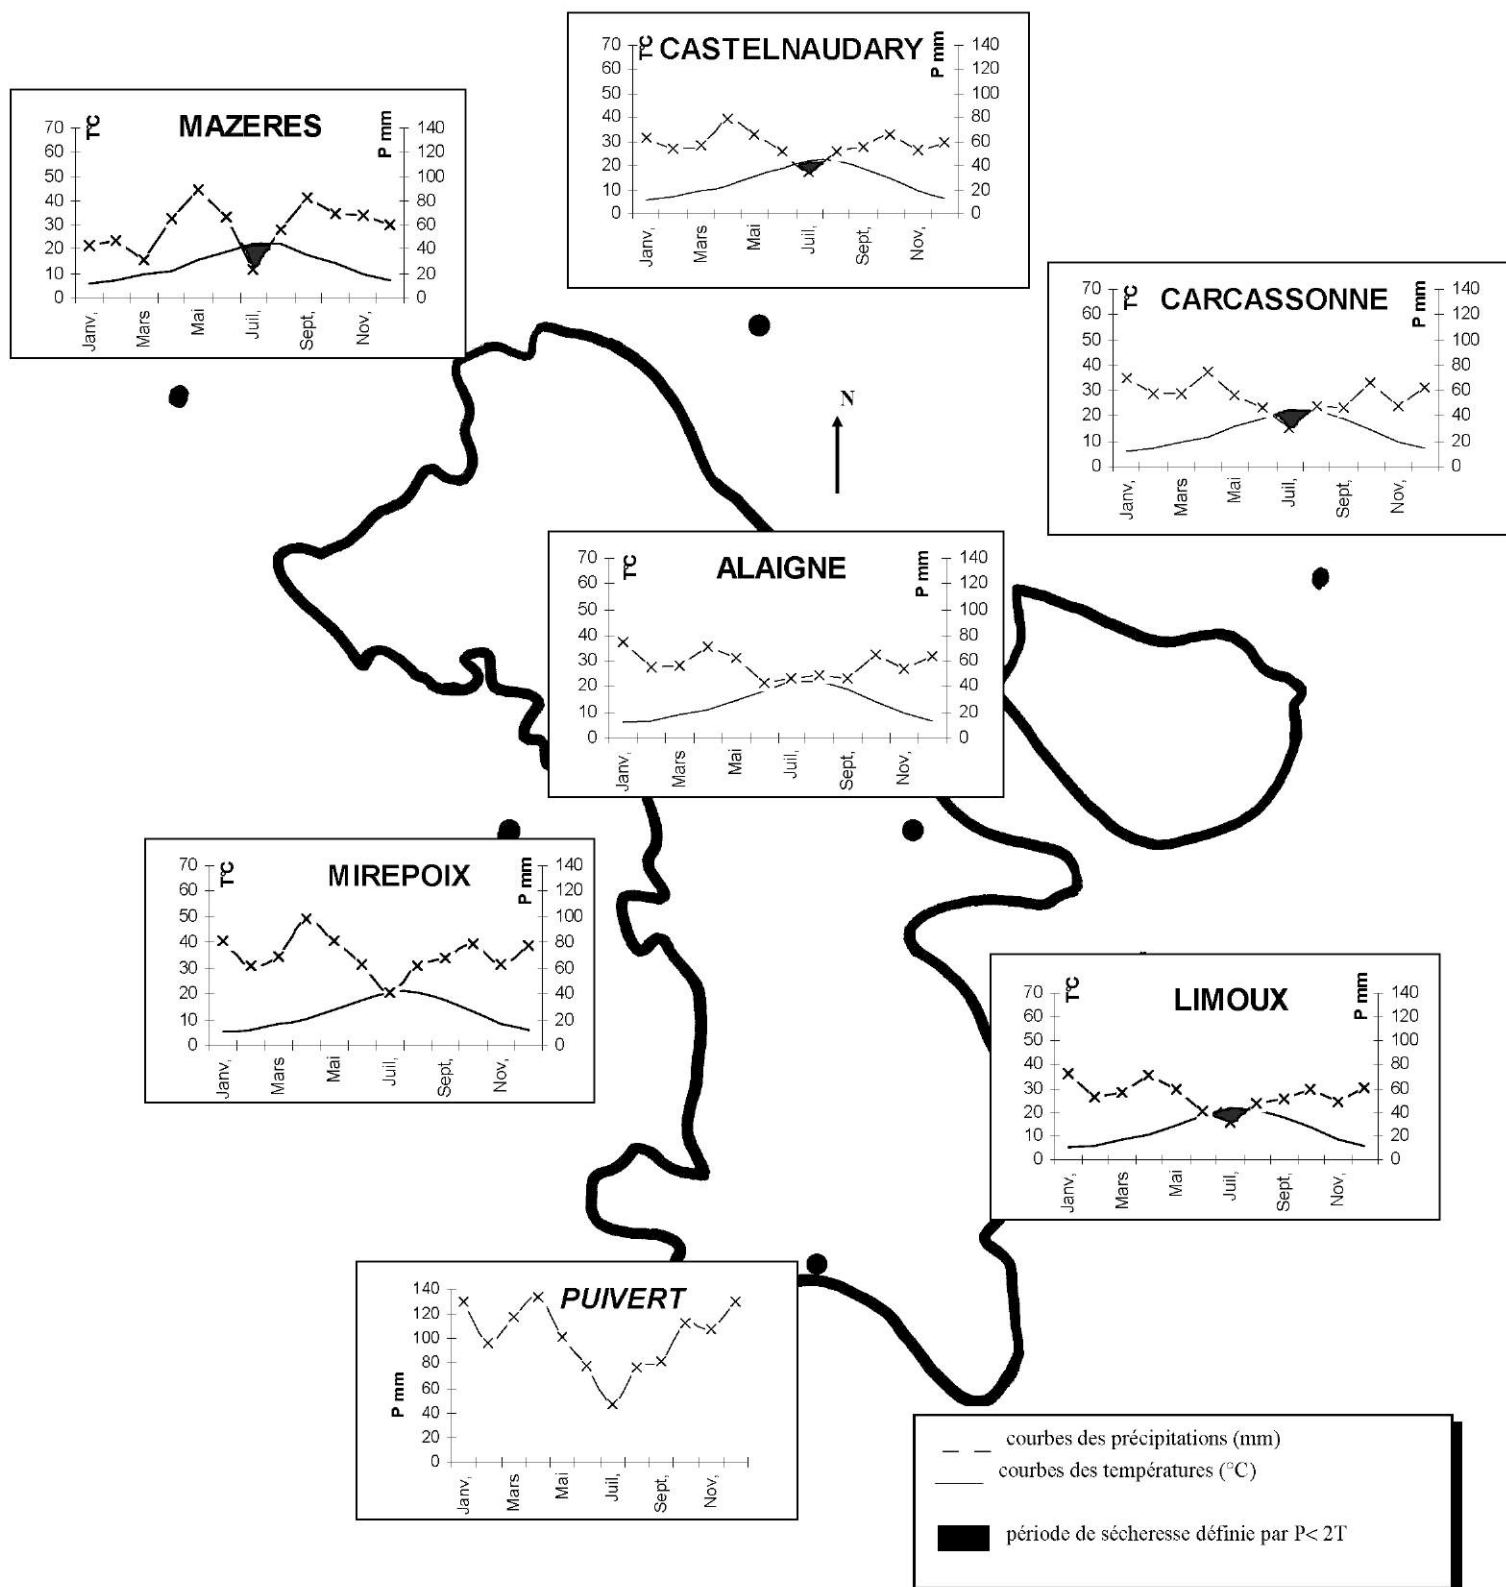 CASTELNAUDARY
T°C
P mm
70
60
50
40
30
20
10
0
140
120
100
80
60
40
20
0
Janv,
Mars
Mai
Juil,
Sept,
Nov,
MAZERES
T°C
P mm
70
60
50
40
30
20
10
0
140
120
100
80
60
40
20
0
Janv,
Mars
Mai
Juil,
Sept,
Nov,
CARCASSONNE
T°C
P mm
70
60
50
40
30
20
10
0
140
120
100
80
60
40
20
0
Janv,
Mars
Mai
Juil,
Sept,
Nov,
N
ALAIGNE
T°C
P mm
70
60
50
40
30
20
10
0
140
120
100
80
60
40
20
0
Janv,
Mars
Mai
Juil,
Sept,
Nov,
MIREPOIX
T°C
P mm
70
60
50
40
30
20
10
0
140
120
100
80
60
40
20
0
Janv,
Mars
Mai
Juil,
Sept,
Nov,
LIMOUX
T°C
P mm
70
60
50
40
30
20
10
0
140
120
100
80
60
40
20
0
Janv,
Mars
Mai
Juil,
Sept,
Nov,
PUIVERT
P mm
140
120
100
80
60
40
20
0
Janv,
Mars
Mai
Juil,
Sept,
Nov,
courbes des précipitations (mm)
courbes des températures (°C)
période de sécheresse définie par P< 2T